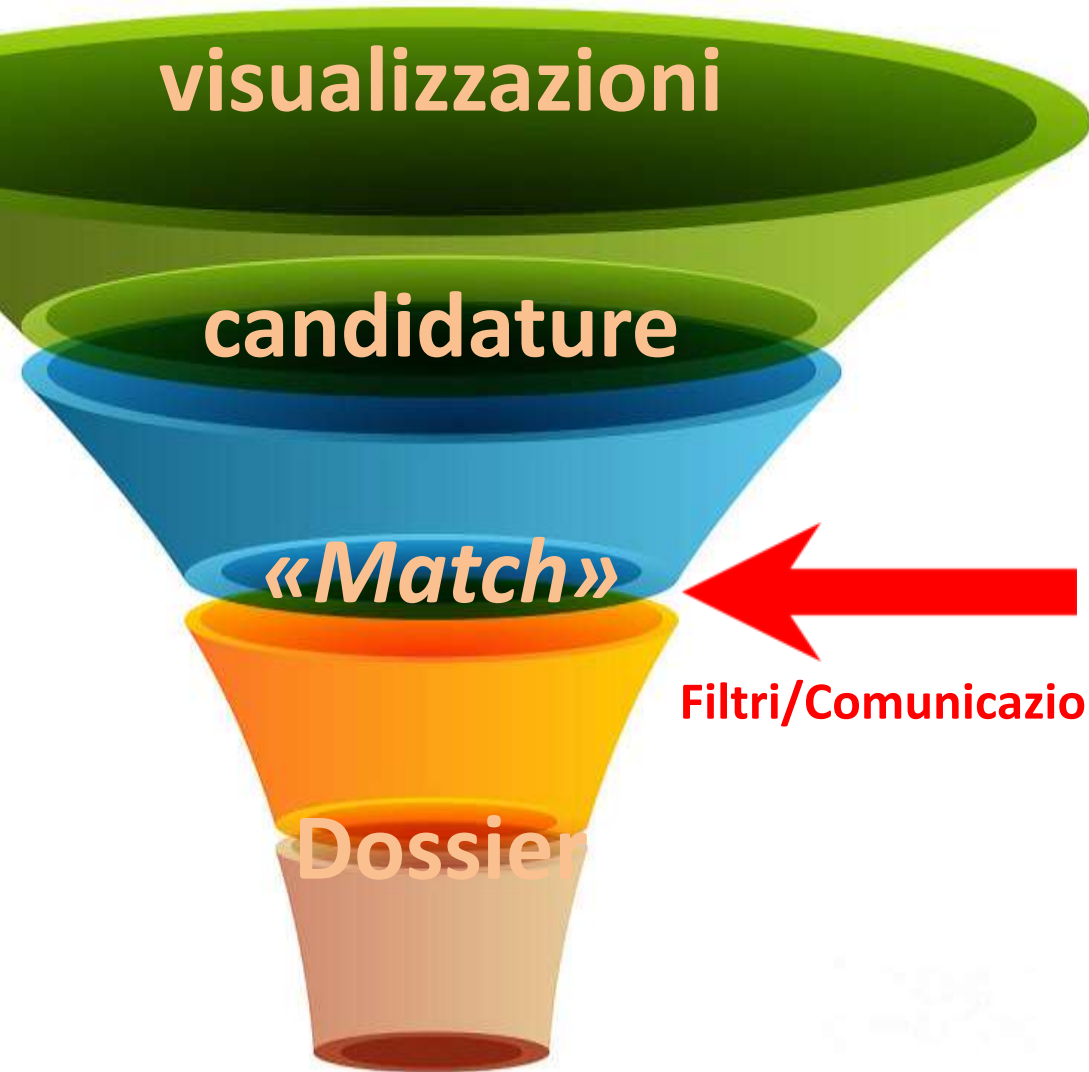 visualizzazioni
candidature
«Match»
Filtri/Comunicazio
Dossier